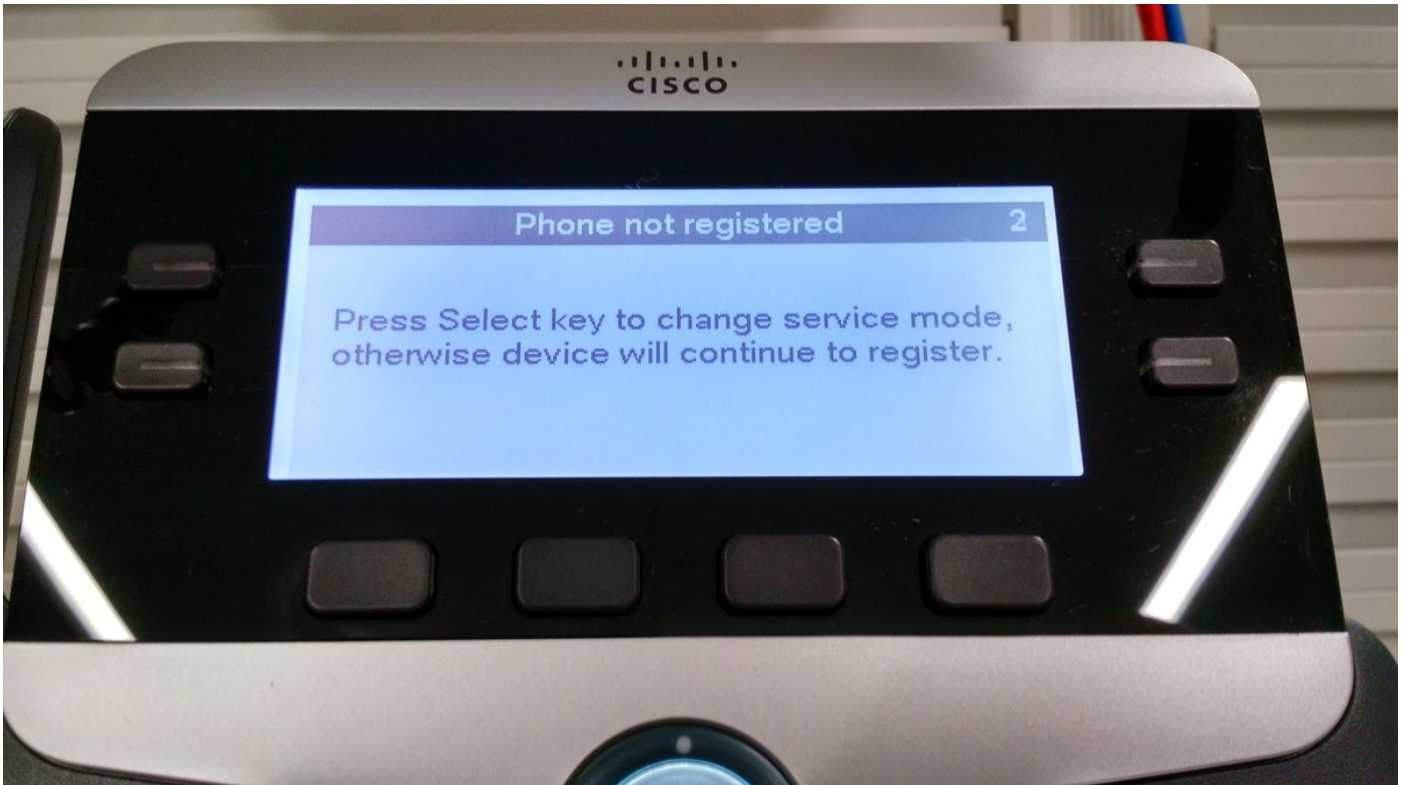 CISCO
Phone not registered 2
Press Select key to change service mode,
otherwise device will continue to register.